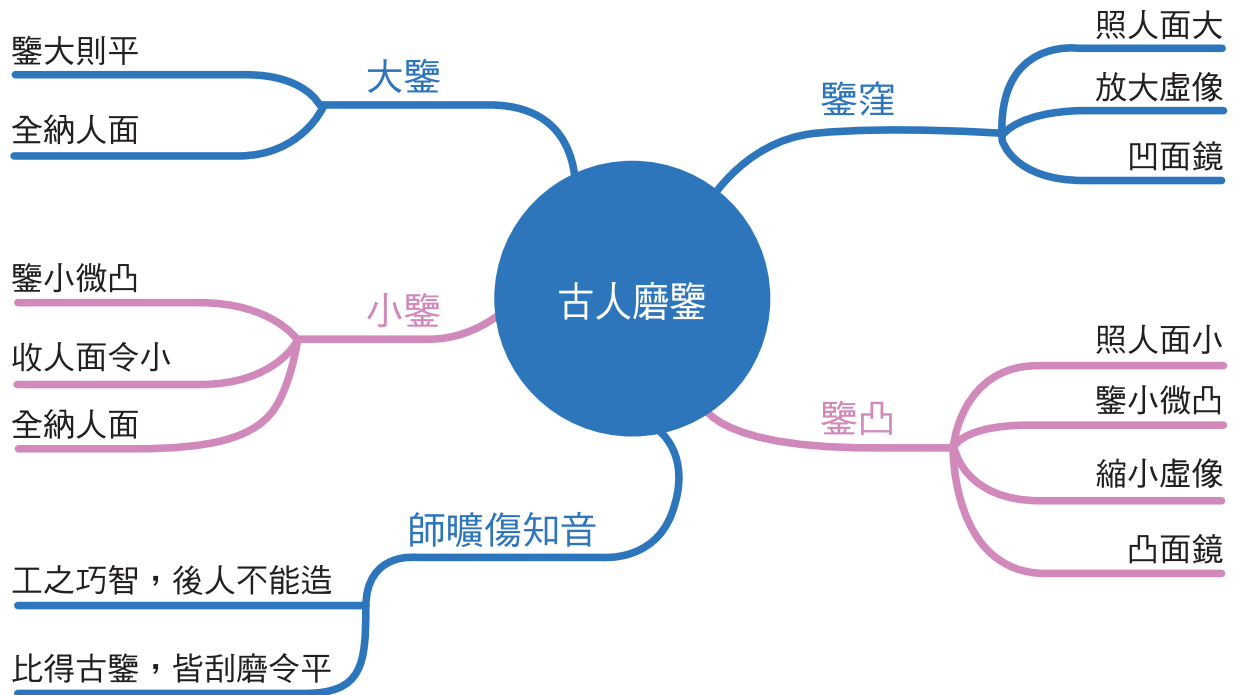 古人磨鑒
大鑒
鑒大則平
全納人面
小鑒
鑒小微凸
收人面令小
全納人面
師曠傷知音
工之巧智，後人不能造
比得古鑒，皆刮磨令平
鑒窪
照人面大
放大虛像
凹面鏡
鑒凸
照人面小
鑒小微凸
縮小虛像
凸面鏡